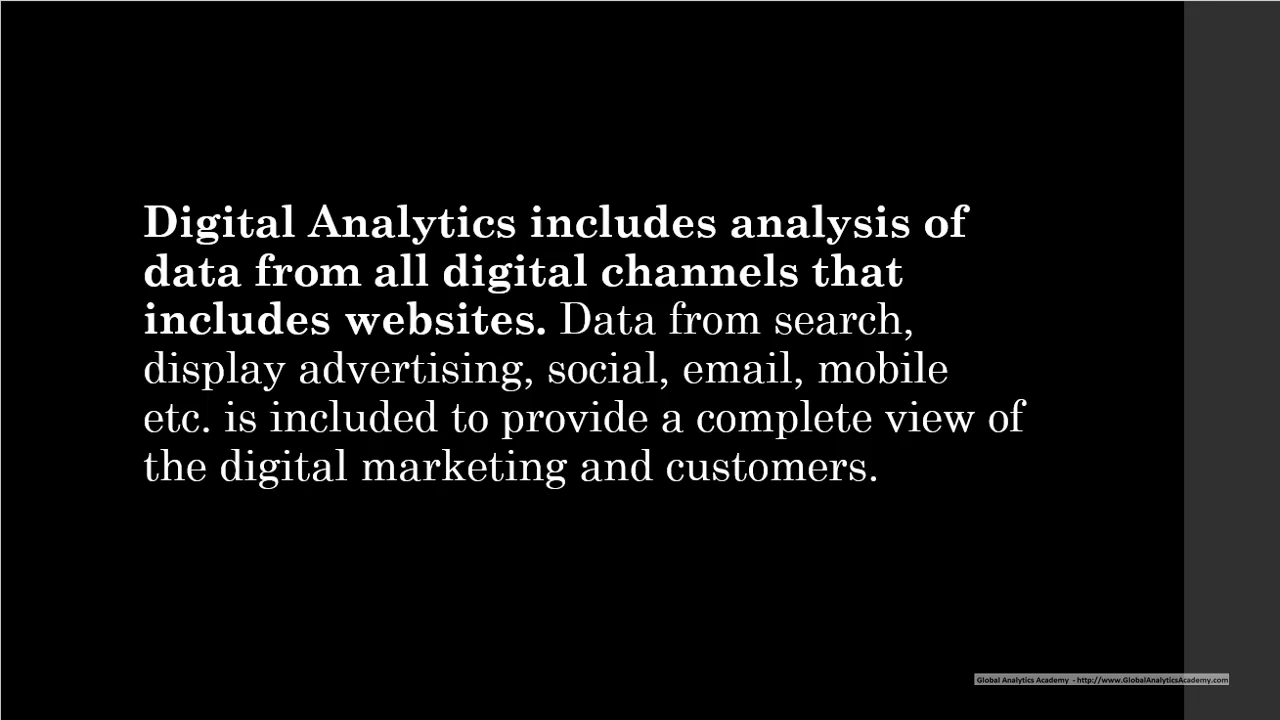 Digital Analytics includes analysis of
data from all digital channels that
includes websites. Data from search,
display advertising, social, email, mobile
etc. is included to provide a complete view of
the digital marketing and customers.
Global Analytics Academy - http://www.GlobalAnalyticsAcademy.com